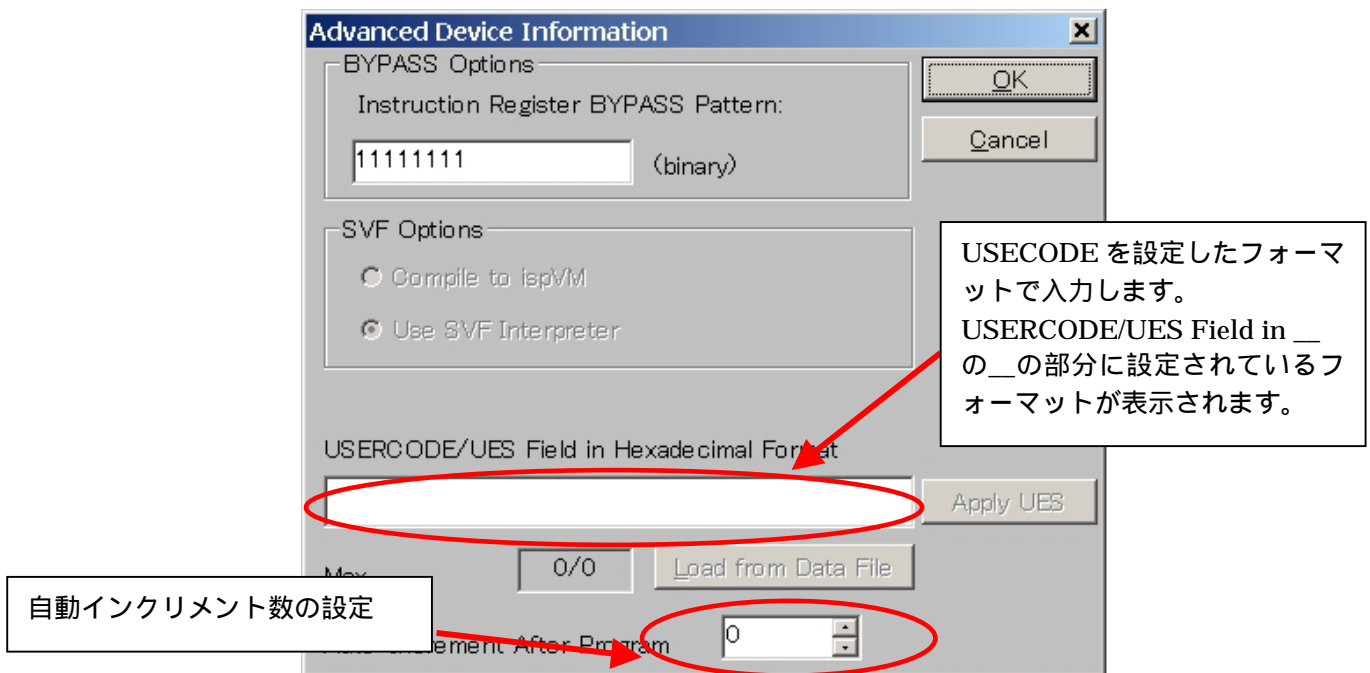 Advanced Device Information
BYPASS Options
OK
Instruction Register BYPASS Pattern:
Cancel
11111111
(binary)
SVF Options
Compile to ispVM
Use SVF Interpreter
USECODE を設定したフォーマ
ットで入力します。
USERCODE/UES Field in __
の__の部分に設定されているフ
ォーマットが表示されます。
USERCODE/UES Field in Hexadecimal Format
Apply UES
0/0
Load from Data File
自動インクリメント数の設定
After Program
0